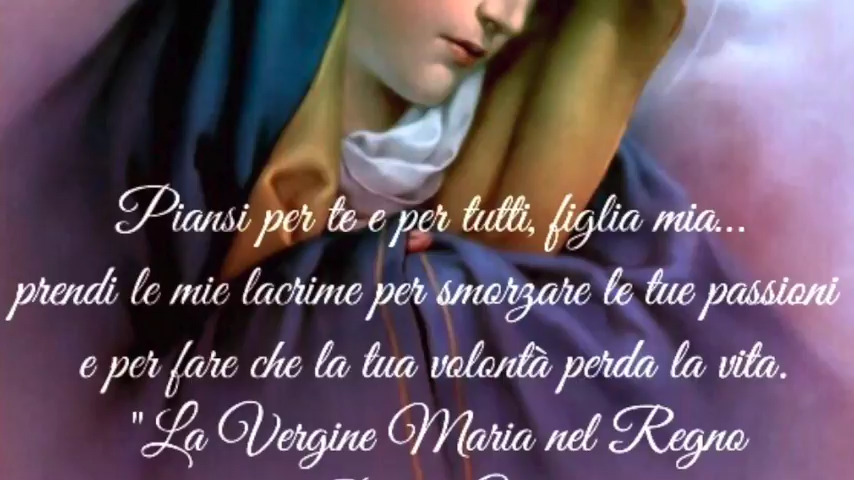 Piansi per te e per tutti, figlia mia...
prendi le mie lacrime per smorzare le tue passioni
e per fare che la tua volontà perda la vita.
"La Vergine Maria nel Regno